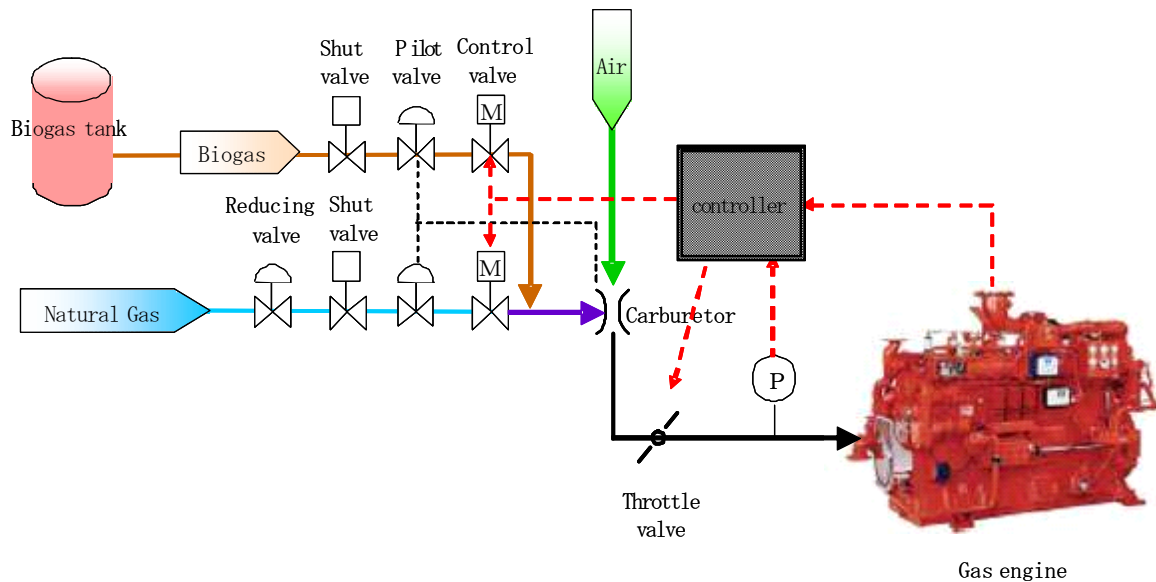 Shut
valve
Pilot
valve
Control
valve
Air
M
Biogas tank
Biogas
controller
Reducing
valve
Shut
valve
M
Natural Gas
Carburetor
P
Throttle
valve
Gas engine